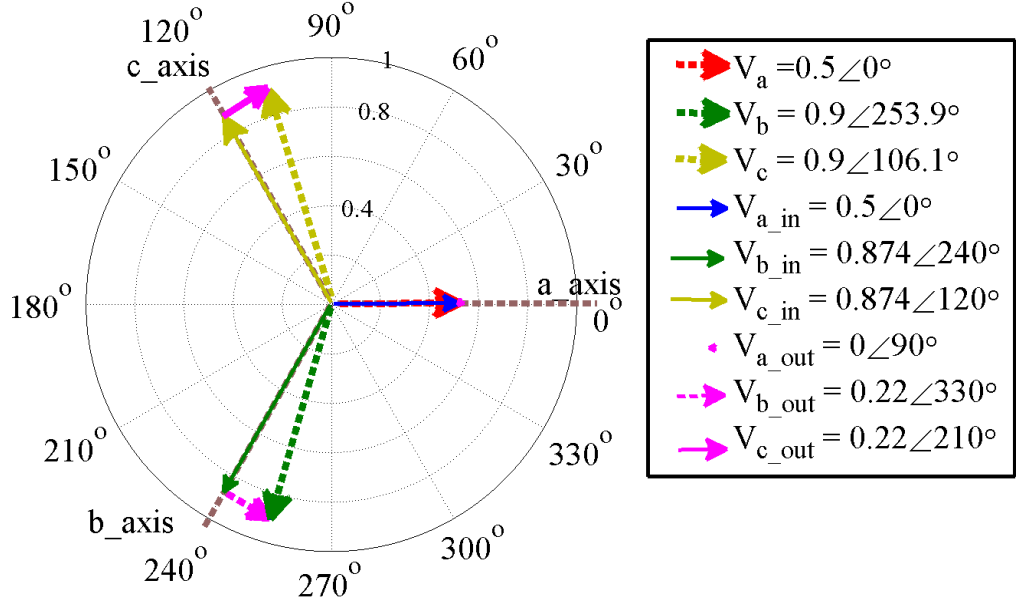 90°
120°
60°
c_axis
1
0.8
150°
30°
0.4
a_axis
180°
0°
210°
330°
b_axis
240°
300°
270°
V_a =0.5∠0°
V_b = 0.9∠253.9°
V_c = 0.9∠106.1°
V_a_in = 0.5∠0°
V_b_in = 0.874∠240°
V_c_in = 0.874∠120°
V_a_out = 0∠90°
V_b_out = 0.22∠330°
V_c_out = 0.22∠210°